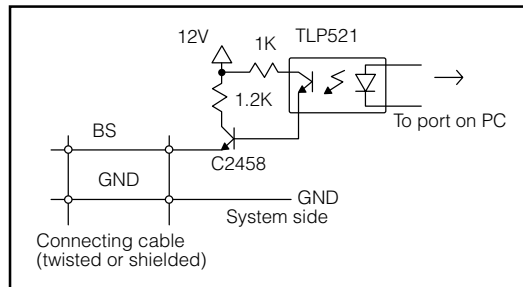 TLP521
12V
1K
1.2K
To port on PC
BS
C2458
GND
GND
System side
Connecting cable
(twisted or shielded)